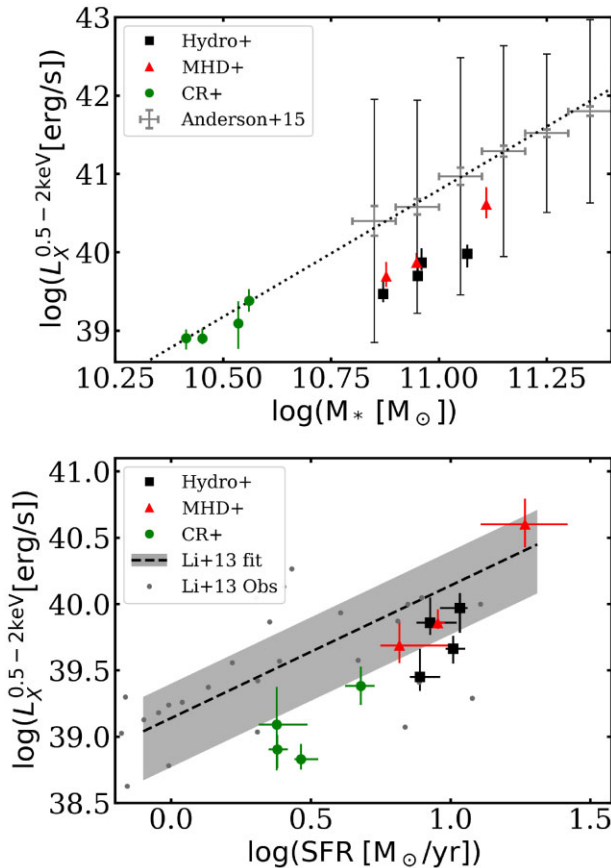 43
42
41
40
39
log(L_X^{0.5−2keV}[erg/s])
Hydro+
MHD+
CR+
Anderson+15
10.25 10.50 10.75 11.00 11.25
log(M_* [M_⊙])
41.0
40.5
40.0
39.5
39.0
38.5
log(L_X^{0.5−2keV}[erg/s])
Hydro+
MHD+
CR+
Li+13 fit
Li+13 Obs
0.0 0.5 1.0 1.5
log(SFR [M_⊙/yr])